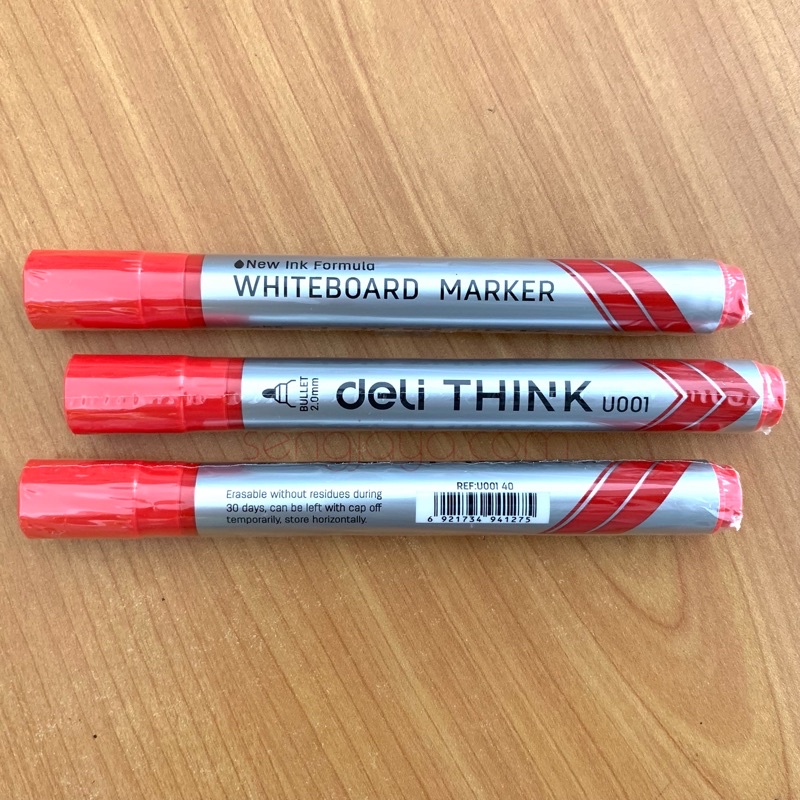 New Ink Formula
WHITEBOARD MARKER
BULLET
2.0mm
deli THINK U001
REF:U001 40
Erasable without residues during
30 days, can be left with cap off
temporarily, store horizontally.
6 921734 941275